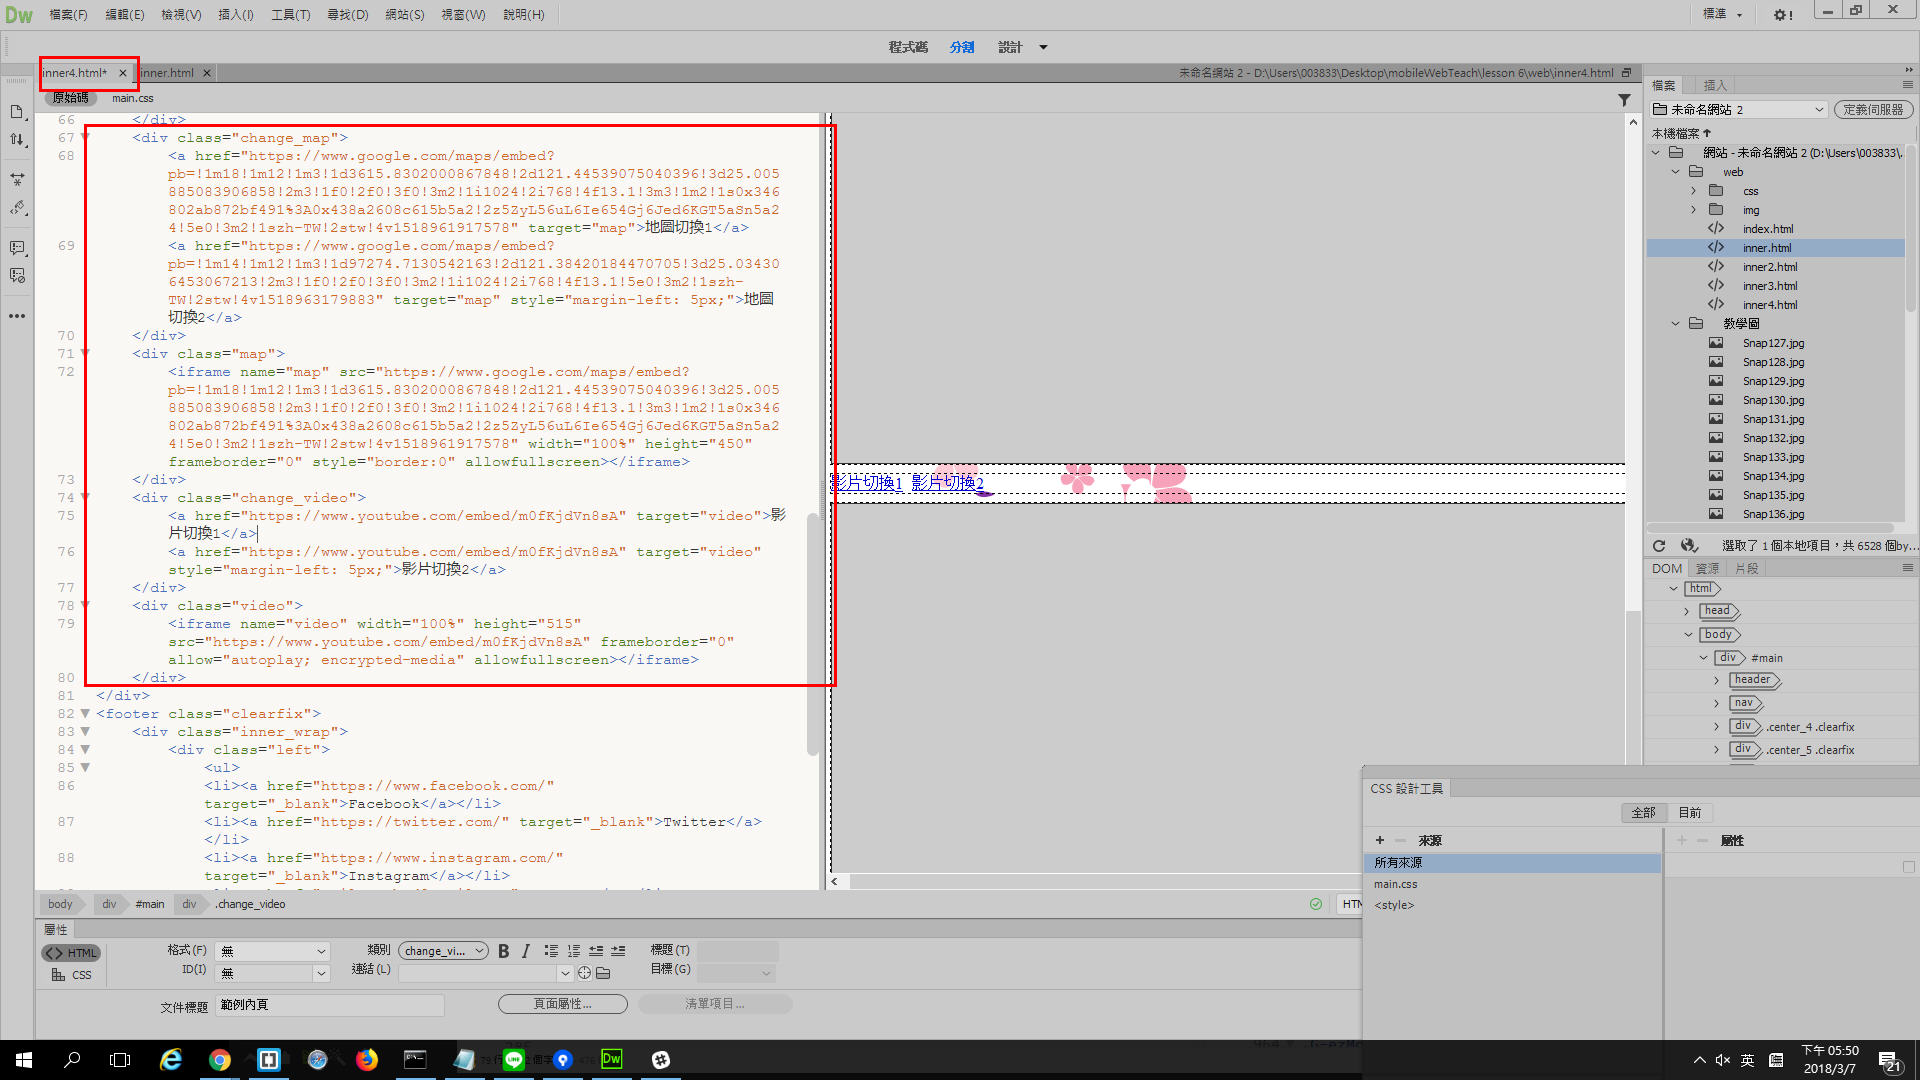 Dw 檔案(F) 編輯(E) 檢視(V) 插入(I) 工具(T) 尋找(D) 網站(S) 視窗(W) 說明(H) 標準
程式碼 分割 設計
inner4.html* × inner.html × 未命名網站 2 - D:\Users\003833\Desktop\mobileWebTeach\lesson 6\web\inner4.html
原始碼 main.css
66 </div>
67 <div class="change_map">
68 <a href="https://www.google.com/maps/embed?
pb=!1m18!1m12!1m3!1d3615.8302000867848!2d121.44539075040396!3d25.005
885083906858!2m3!1f0!2f0!3f0!3m2!1i1024!2i768!4f13.1!3m3!1m2!1s0x346
802ab872bf491%3A0x438a2608c615b5a2!2z5ZyL56uL6Ie654Gj6Jed6KGT5aSn5a2
4!5e0!3m2!1szh-TW!2stw!4v1518961917578" target="map">地圖切換1</a>
69 <a href="https://www.google.com/maps/embed?
pb=!1m14!1m12!1m3!1d97274.7130542163!2d121.38420184470705!3d25.03430
6453067213!2m3!1f0!2f0!3f0!3m2!1i1024!2i768!4f13.1!5e0!3m2!1szh-
TW!2stw!4v1518963179883" target="map" style="margin-left: 5px;">地圖
切換2</a>
70 </div>
71 <div class="map">
72 <iframe name="map" src="https://www.google.com/maps/embed?
pb=!1m18!1m12!1m3!1d3615.8302000867848!2d121.44539075040396!3d25.005
885083906858!2m3!1f0!2f0!3f0!3m2!1i1024!2i768!4f13.1!3m3!1m2!1s0x346
802ab872bf491%3A0x438a2608c615b5a2!2z5ZyL56uL6Ie654Gj6Jed6KGT5aSn5a2
4!5e0!3m2!1szh-TW!2stw!4v1518961917578" width="100%" height="450"
frameborder="0" style="border:0" allowfullscreen></iframe>
73 </div>
74 <div class="change_video">
75 <a href="https://www.youtube.com/embed/m0fKjdVn8sA" target="video">影
片切換1</a>
76 <a href="https://www.youtube.com/embed/m0fKjdVn8sA" target="video"
style="margin-left: 5px;">影片切換2</a>
77 </div>
78 <div class="video">
79 <iframe name="video" width="100%" height="515"
src="https://www.youtube.com/embed/m0fKjdVn8sA" frameborder="0"
allow="autoplay; encrypted-media" allowfullscreen></iframe>
80 </div>
81 </div>
82 <footer class="clearfix">
83 <div class="inner_wrap">
84 <div class="left">
85 <ul>
86 <li><a href="https://www.facebook.com/"
target="_blank">Facebook</a></li>
87 <li><a href="https://twitter.com/" target="_blank">Twitter</a>
</li>
88 <li><a href="https://www.instagram.com/"
target="_blank">Instagram</a></li>
影片切換1 影片切換2
檔案 插入
未命名網站 2 定義伺服器
本機檔案
網站 - 未命名網站 2 (D:\Users\003833\...
web
css
img
index.html
inner.html
inner2.html
inner3.html
inner4.html
教學圖
Snap127.jpg
Snap128.jpg
Snap129.jpg
Snap130.jpg
Snap131.jpg
Snap132.jpg
Snap133.jpg
Snap134.jpg
Snap135.jpg
Snap136.jpg
選取了 1 個本地項目，共 6528 個by...
DOM 資源 片段
html
head
body
div #main
header
nav
div .center_4 .clearfix
div .center_5 .clearfix
CSS 設計工具
全部 目前
+ − 來源 + − 屬性
所有來源
main.css
<style>
body div #main div .change_video HTM
屬性
<> HTML 格式(F) 無 類別 change_vi... B I 標題(T)
CSS ID(I) 無 連結(L) 目標(G)
文件標題 範例內頁 頁面屬性... 清單項目...
Dw 英
下午 05:50
2018/3/7
21